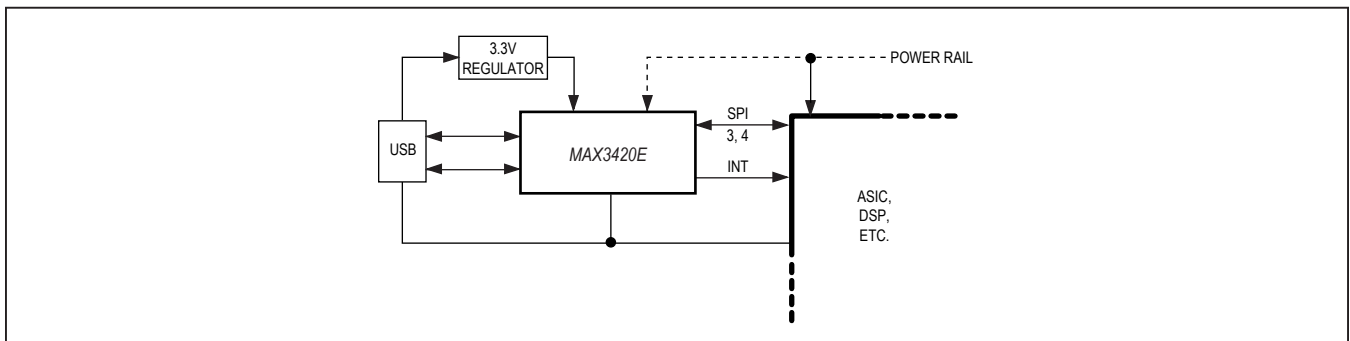 3.3V
REGULATOR
POWER RAIL
USB
MAX3420E
SPI
3, 4
INT
ASIC,
DSP,
ETC.